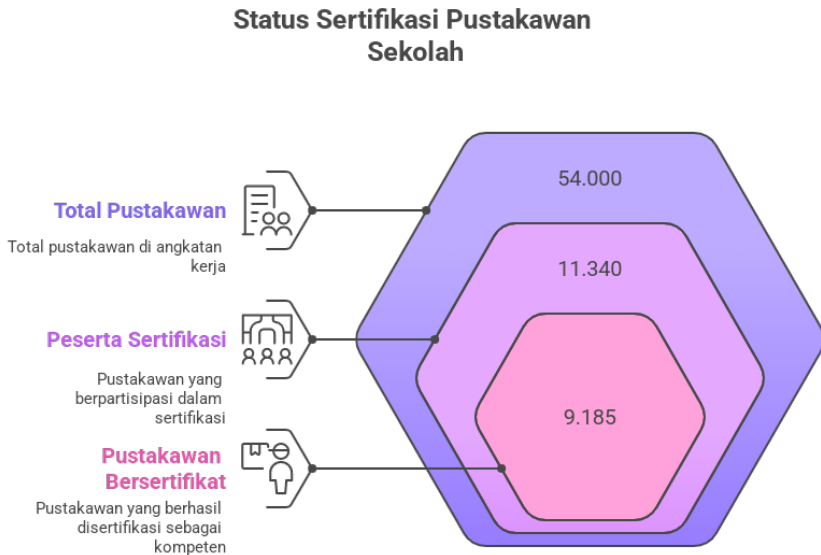 Status Sertifikasi Pustakawan
Sekolah
54.000
Total Pustakawan
Total pustakawan di angkatan
kerja
11.340
Peserta Sertifikasi
Pustakawan yang
berpartisipasi dalam
sertifikasi
9.185
Pustakawan
Bersertifikat
Pustakawan yang berhasil
disertifikasi sebagai
kompeten